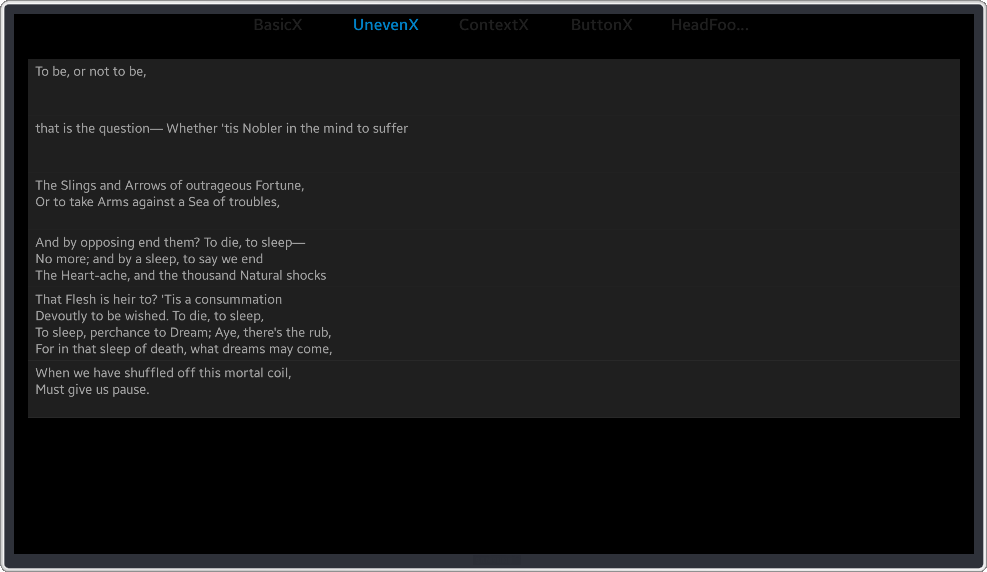 BasicX UnevenX ContextX ButtonX HeadFoo...
To be, or not to be,
that is the question— Whether 'tis Nobler in the mind to suffer
The Slings and Arrows of outrageous Fortune,
Or to take Arms against a Sea of troubles,
And by opposing end them? To die, to sleep—
No more; and by a sleep, to say we end
The Heart-ache, and the thousand Natural shocks
That Flesh is heir to? 'Tis a consummation
Devoutly to be wished. To die, to sleep,
To sleep, perchance to Dream; Aye, there's the rub,
For in that sleep of death, what dreams may come,
When we have shuffled off this mortal coil,
Must give us pause.